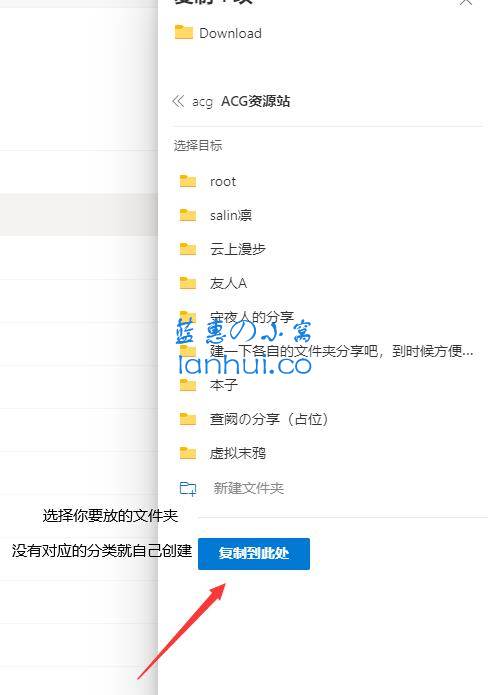 Download
acg ACG资源站
选择目标
root
salin凛
云上漫步
友人A
守夜人的分享
蓝惠の小窝
建一下各自的文件夹分享吧，到时候方便...
lanhui.co
本子
查阙の分享（占位）
虚拟末鸦
新建文件夹
选择你要放的文件夹
没有对应的分类就自己创建
复制到此处